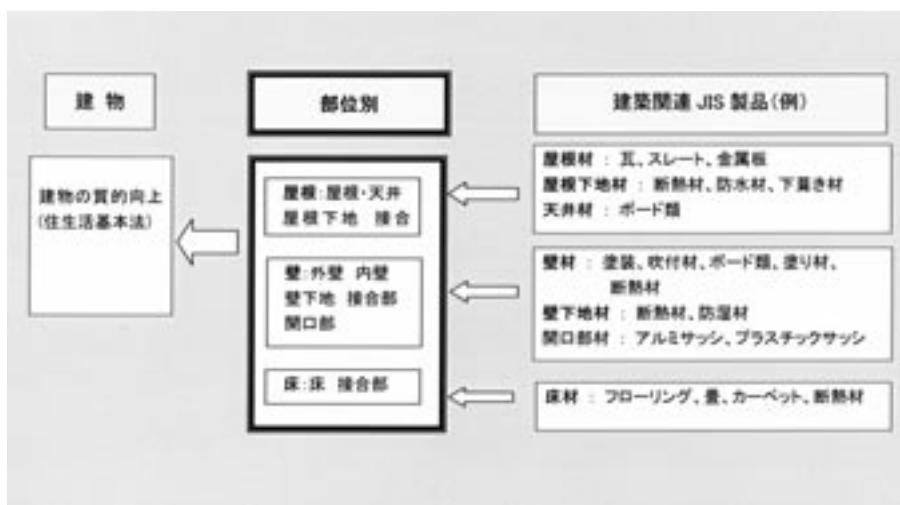 建物
部位別
建築関連 JIS 製品(例)
建物の質的向上
(住生活基本法)
屋根:屋根・天井
屋根下地 接合
壁:外壁 内壁
壁下地 接合部
開口部
床:床 接合部
屋根材 : 瓦、スレート、金属板
屋根下地材 : 断熱材、防水材、下葺き材
天井材 : ボード類
壁材 : 塗装、吹付材、ボード類、塗り材、
断熱材
壁下地材 : 断熱材、防湿材
開口部材 : アルミサッシ、プラスチックサッシ
床材 : フローリング、畳、カーペット、断熱材